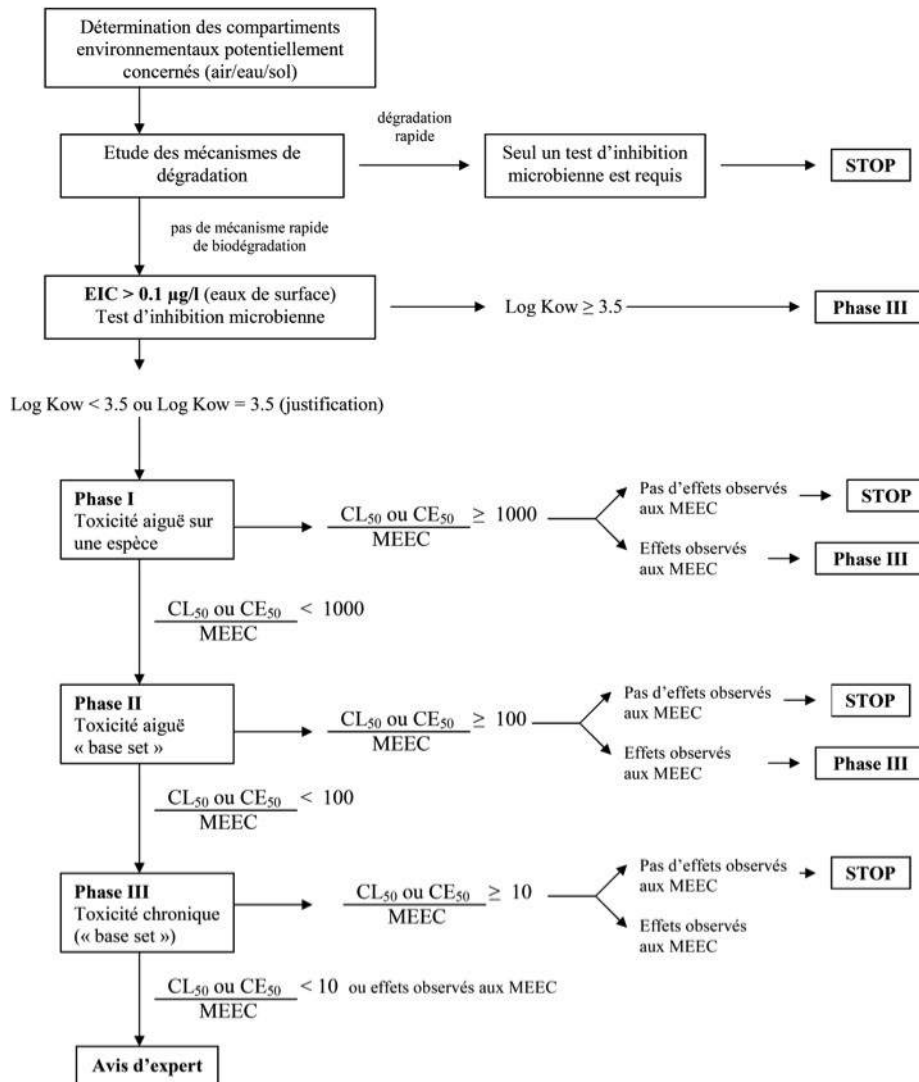 Détermination des compartiments
environnementaux potentiellement
concernés (air/eau/sol)
dégradation
rapide
Etude des mécanismes de
dégradation
Seul un test d'inhibition
microbienne est requis
STOP
pas de mécanisme rapide
de biodégradation
EIC > 0.1 µg/l (eaux de surface)
Test d'inhibition microbienne
Log Kow ≥ 3.5
Phase III
Log Kow < 3.5 ou Log Kow = 3.5 (justification)
Phase I
Toxicité aiguë sur
une espèce
CL50 ou CE50 ≥ 1000
MEEC
Pas d'effets observés
aux MEEC
STOP
Effets observés
aux MEEC
Phase III
CL50 ou CE50 < 1000
MEEC
Phase II
Toxicité aiguë
« base set »
CL50 ou CE50 ≥ 100
MEEC
Pas d'effets observés
aux MEEC
STOP
Effets observés
aux MEEC
Phase III
CL50 ou CE50 < 100
MEEC
Phase III
Toxicité chronique
(« base set »)
CL50 ou CE50 ≥ 10
MEEC
Pas d'effets observés
aux MEEC
STOP
Effets observés
aux MEEC
CL50 ou CE50 < 10 ou effets observés aux MEEC
MEEC
Avis d'expert